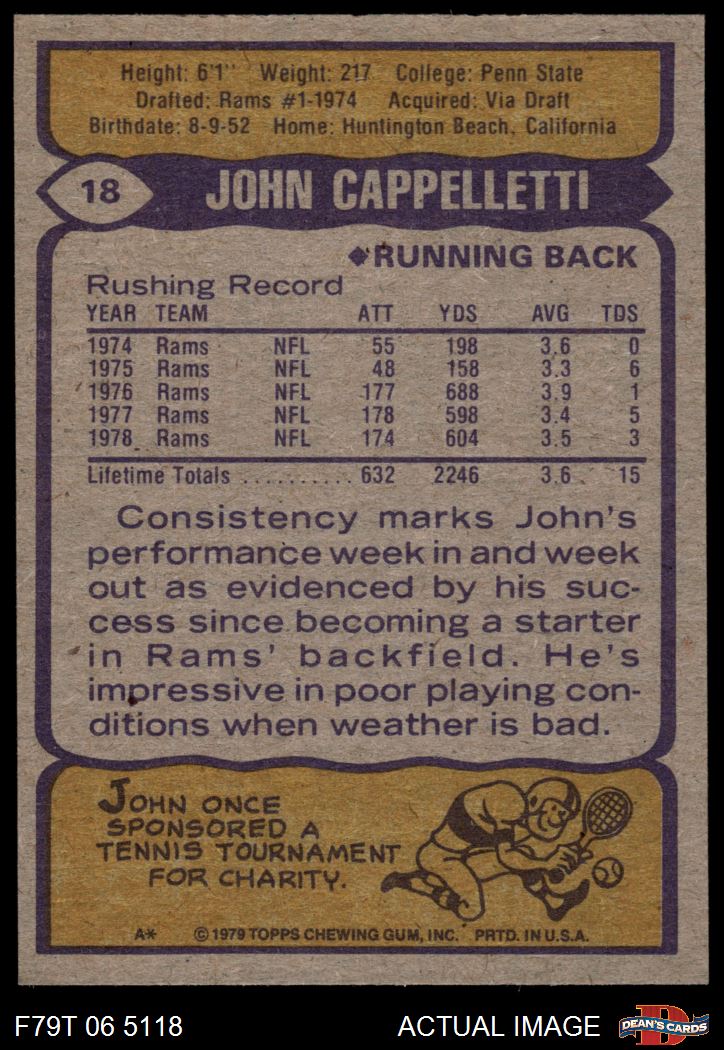 Height: 6'1'' Weight: 217 College: Penn State
Drafted: Rams #1-1974 Acquired: Via Draft
Birthdate: 8-9-52 Home: Huntington Beach, California
18 JOHN CAPPELLETTI
RUNNING BACK
Rushing Record
YEAR TEAM ATT YDS AVG TDS
1974 Rams NFL 55 198 3.6 0
1975 Rams NFL 48 158 3.3 6
1976 Rams NFL 177 688 3.9 1
1977 Rams NFL 178 598 3.4 5
1978 Rams NFL 174 604 3.5 3
Lifetime Totals .......... 632 2246 3.6 15
Consistency marks John's
performance week in and week
out as evidenced by his suc-
cess since becoming a starter
in Rams' backfield. He's
impressive in poor playing con-
ditions when weather is bad.
JOHN ONCE
SPONSORED A
TENNIS TOURNAMENT
FOR CHARITY.
A* © 1979 TOPPS CHEWING GUM, INC. PRTD. IN U.S.A.
F79T 06 5118 ACTUAL IMAGE D DEAN'S CARDS